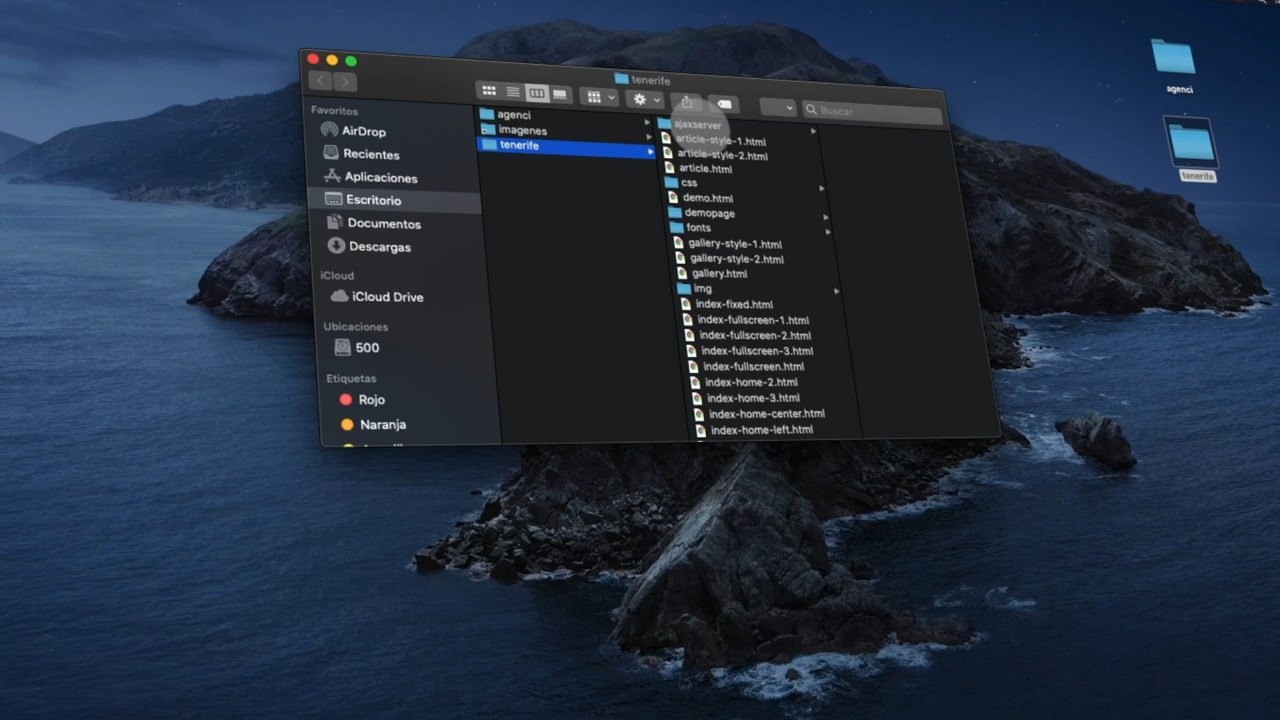 tenerife
Buscar
Favoritos
AirDrop
Recientes
Aplicaciones
Escritorio
Documentos
Descargas
iCloud
iCloud Drive
Ubicaciones
500
Etiquetas
Rojo
Naranja
agenci
imagenes
tenerife
ajaxserver
article-style-1.html
article-style-2.html
article.html
css
demo.html
demopage
fonts
gallery-style-1.html
gallery-style-2.html
gallery.html
img
index-fixed.html
index-fullscreen-1.html
index-fullscreen-2.html
index-fullscreen-3.html
index-fullscreen.html
index-home-2.html
index-home-3.html
index-home-center.html
index-home-left.html
agenci
tenerife